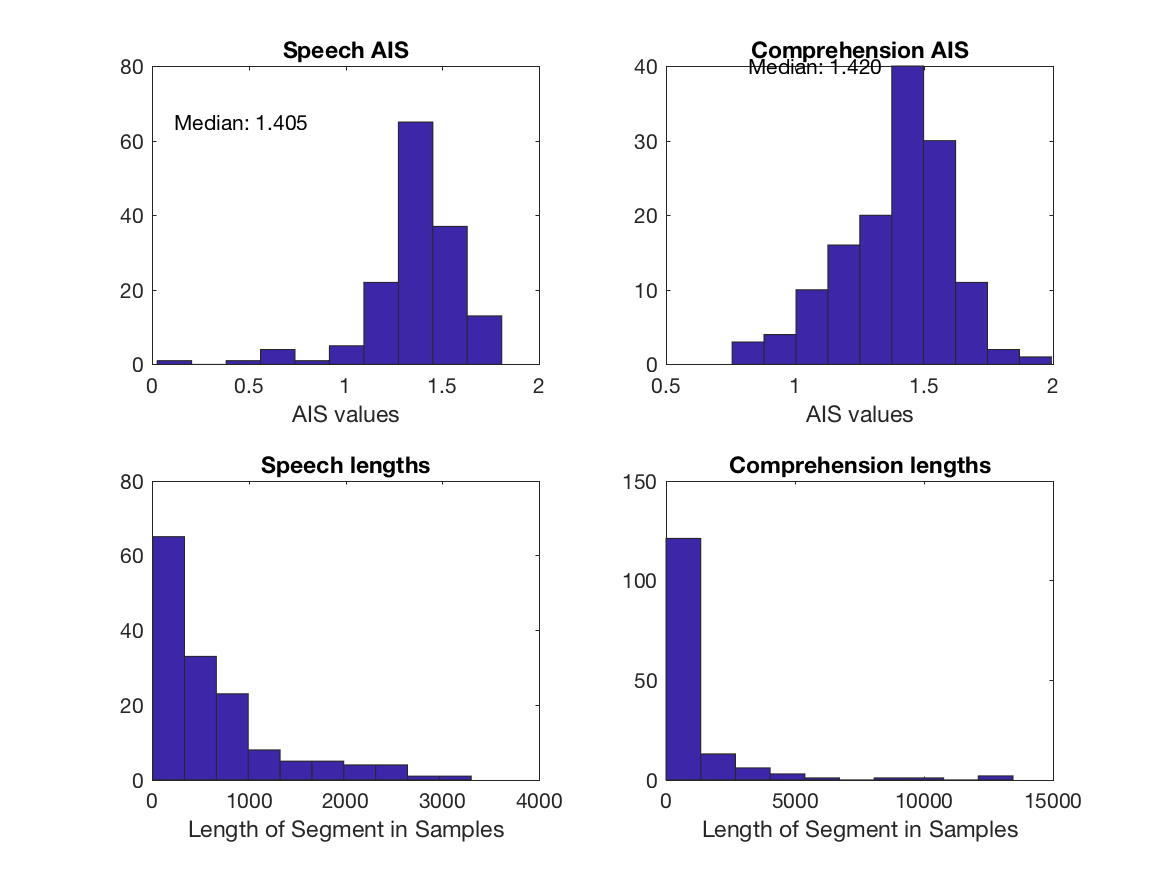 Speech AIS
80
60
40
20
0
Median: 1.405
0 0.5 1 1.5 2
AIS values
Comprehension AIS
40
30
20
10
0
Median: 1.420
0.5 1 1.5 2
AIS values
Speech lengths
80
60
40
20
0
0 1000 2000 3000 4000
Length of Segment in Samples
Comprehension lengths
150
100
50
0
0 5000 10000 15000
Length of Segment in Samples